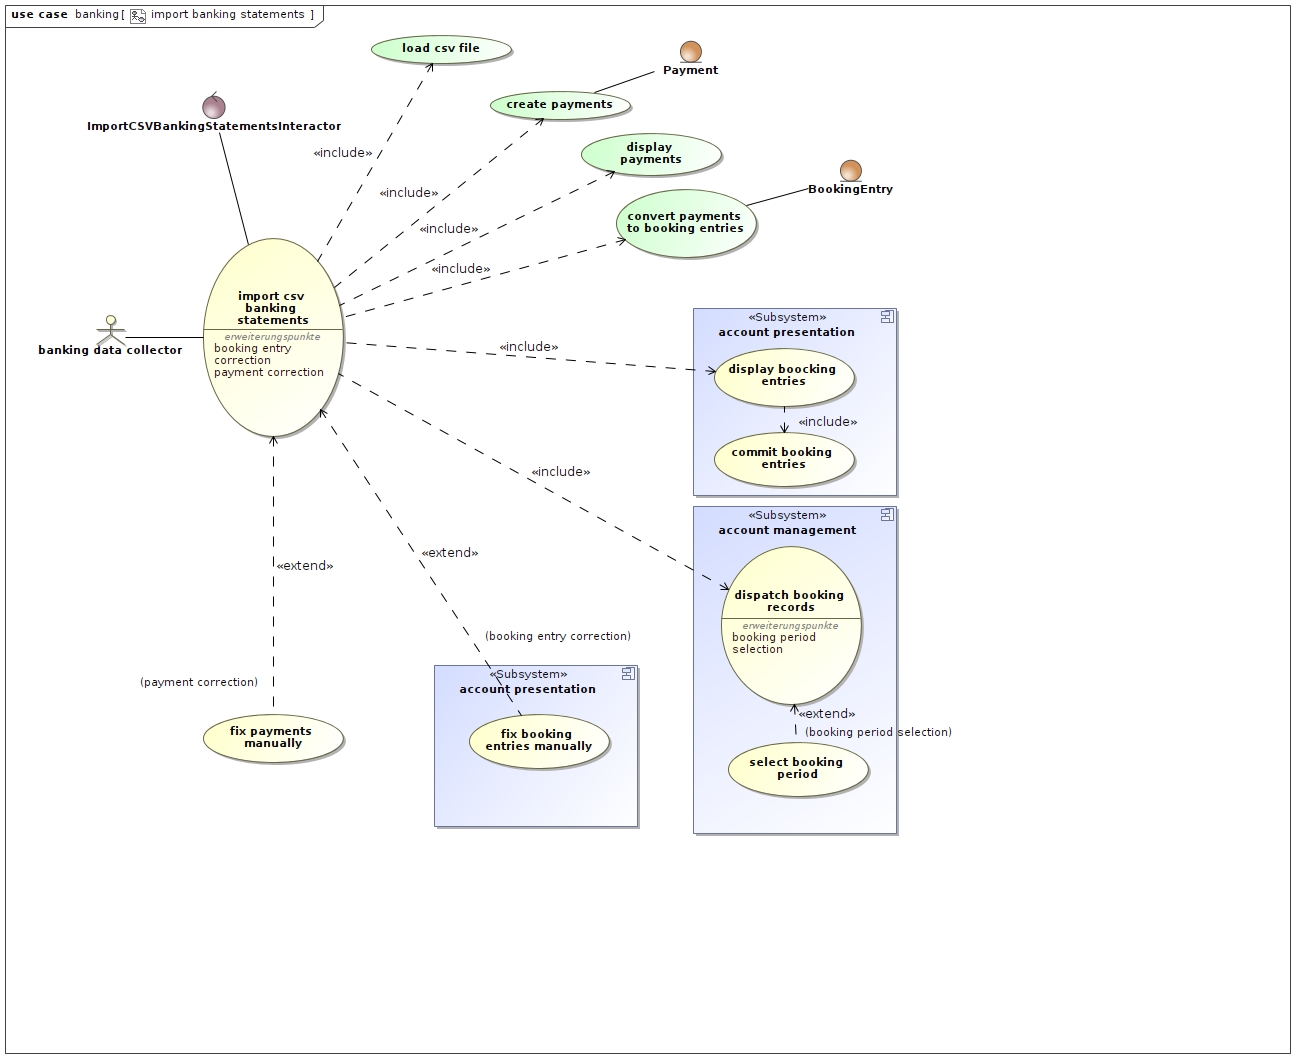 use case banking[ import banking statements ]
load csv file
Payment
create payments
ImportCSVBankingStatementsInteractor
«include»
display
payments
«include»
BookingEntry
convert payments
to booking entries
«include»
«include»
import csv
banking
statements
erweiterungspunkte
booking entry
correction
payment correction
banking data collector
«include»
«Subsystem»
account presentation
display boocking
entries
«include»
commit booking
entries
«include»
«Subsystem»
account management
dispatch booking
records
erweiterungspunkte
booking period
selection
«extend»
(booking period selection)
select booking
period
«extend»
«extend»
(booking entry correction)
(payment correction)
«Subsystem»
account presentation
fix payments
manually
fix booking
entries manually